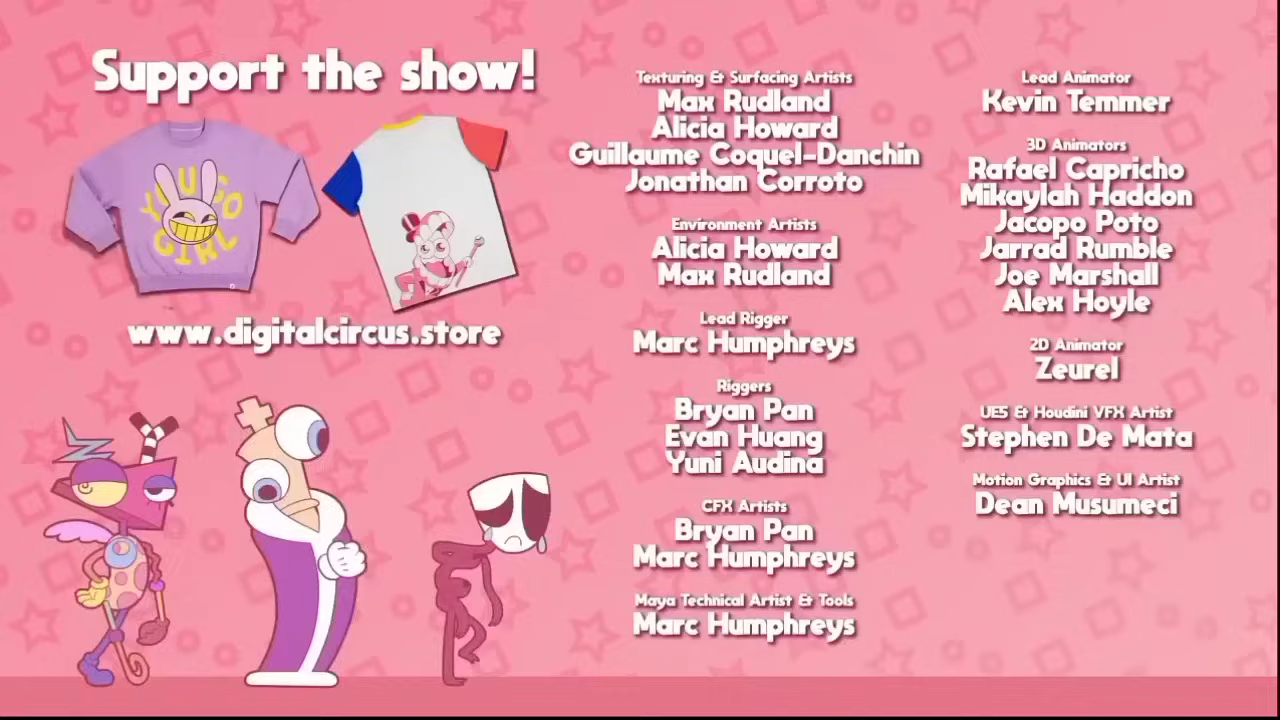 Support the show!
YOU GO
GIRL
www.digitalcircus.store
Texturing & Surfacing Artists
Max Rudland
Alicia Howard
Guillaume Coquel-Danchin
Jonathan Corroto
Environment Artists
Alicia Howard
Max Rudland
Lead Rigger
Marc Humphreys
Riggers
Bryan Pan
Evan Huang
Yuni Audina
CFX Artists
Bryan Pan
Marc Humphreys
Maya Technical Artist & Tools
Marc Humphreys
Lead Animator
Kevin Temmer
3D Animators
Rafael Capricho
Mikaylah Haddon
Jacopo Poto
Jarrad Rumble
Joe Marshall
Alex Hoyle
2D Animator
Zeurel
UE5 & Houdini VFX Artist
Stephen De Mata
Motion Graphics & UI Artist
Dean Musumeci